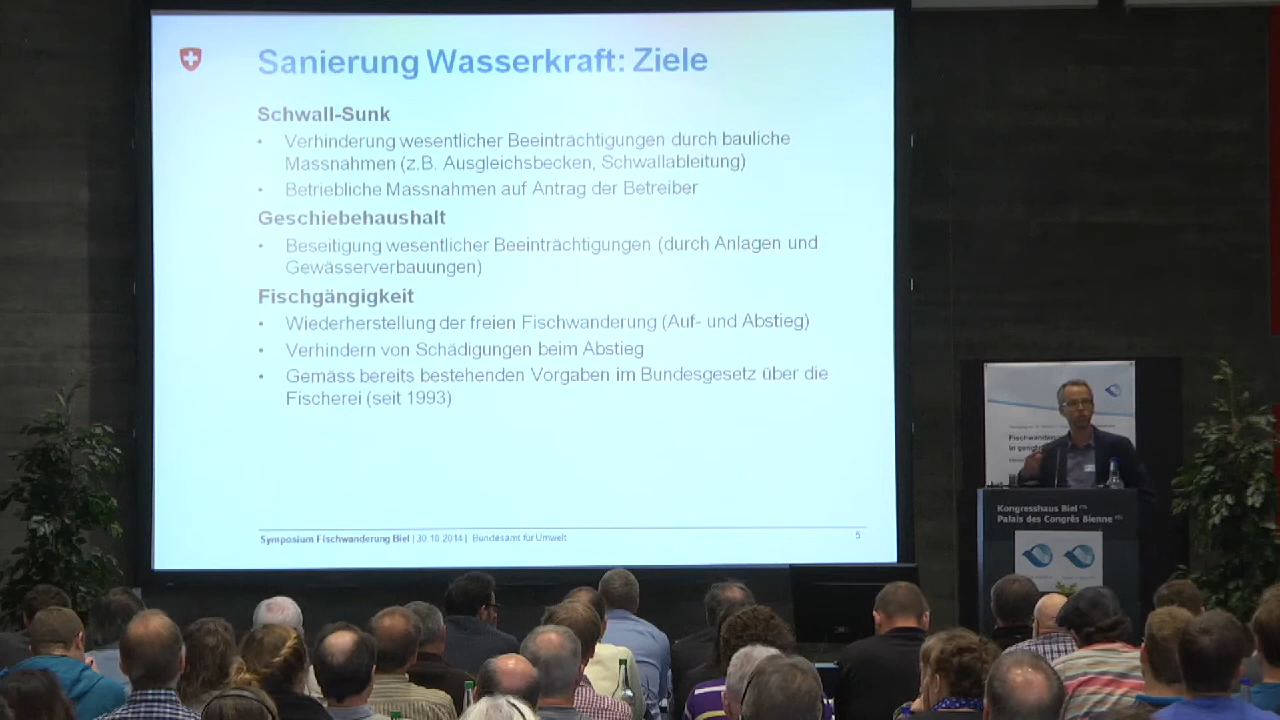 Sanierung Wasserkraft: Ziele
Schwall-Sunk
• Verhinderung wesentlicher Beeinträchtigungen durch bauliche
Massnahmen (z.B. Ausgleichsbecken, Schwallableitung)
• Betriebliche Massnahmen auf Antrag der Betreiber
Geschiebehaushalt
• Beseitigung wesentlicher Beeinträchtigungen (durch Anlagen und
Gewässerverbauungen)
Fischgängigkeit
• Wiederherstellung der freien Fischwanderung (Auf- und Abstieg)
• Verhindern von Schädigungen beim Abstieg
• Gemäss bereits bestehenden Vorgaben im Bundesgesetz über die
Fischerei (seit 1993)
Symposium Fischwanderung Biel | 30.10.2014 | Bundesamt für Umwelt
5
Kongresshaus Biel
Palais des Congrès Bienne